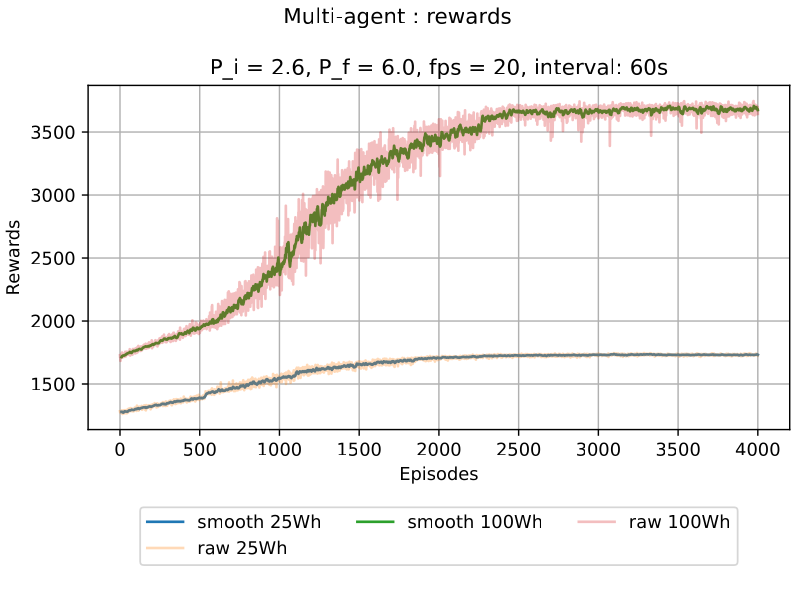 Multi-agent : rewards
P_i = 2.6, P_f = 6.0, fps = 20, interval: 60s
3500
3000
2500
2000
1500
Rewards
0 500 1000 1500 2000 2500 3000 3500 4000
Episodes
smooth 25Wh smooth 100Wh raw 100Wh
raw 25Wh